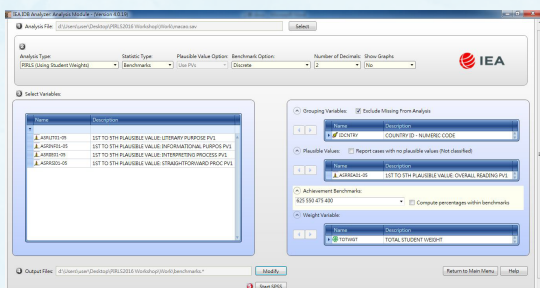 IEA IDB Analyzer Analysis Module - (Version 4.0.19)
Analysis File: d:\Users\user\Desktop\PIRLS2016 Workshop\Work\macao.sav Select
Analysis Type: Statistic Type: Plausible Value Option: Benchmark Option: Number of Decimals: Show Graphs
PIRLS (Using Student Weights) Benchmarks Use PVs Discrete 2 No
IEA
Select Variables:
Name Description
ASRLIT01-05 1ST TO 5TH PLAUSIBLE VALUE: LITERARY PURPOSE PV1
ASRINF01-05 1ST TO 5TH PLAUSIBLE VALUE: INFORMATIONAL PURPOS PV1
ASRIIE01-05 1ST TO 5TH PLAUSIBLE VALUE: INTERPRETING PROCESS PV1
ASRRSI01-05 1ST TO 5TH PLAUSIBLE VALUE: STRAIGHTFORWARD PROC PV1
Grouping Variables: Exclude Missing From Analysis
Name Description
IDCNTRY COUNTRY ID - NUMERIC CODE
Plausible Values: Report cases with no plausible values (Not classified)
Name Description
ASRREA01-05 1ST TO 5TH PLAUSIBLE VALUE: OVERALL READING PV1
Achievement Benchmarks:
625 550 475 400 Compute percentages within benchmarks
Weight Variable:
Name Description
TOTWGT TOTAL STUDENT WEIGHT
Output Files: d:\Users\user\Desktop\PIRLS2016 Workshop\Work\benchmarks.* Modify Return to Main Menu Help
Start SPSS